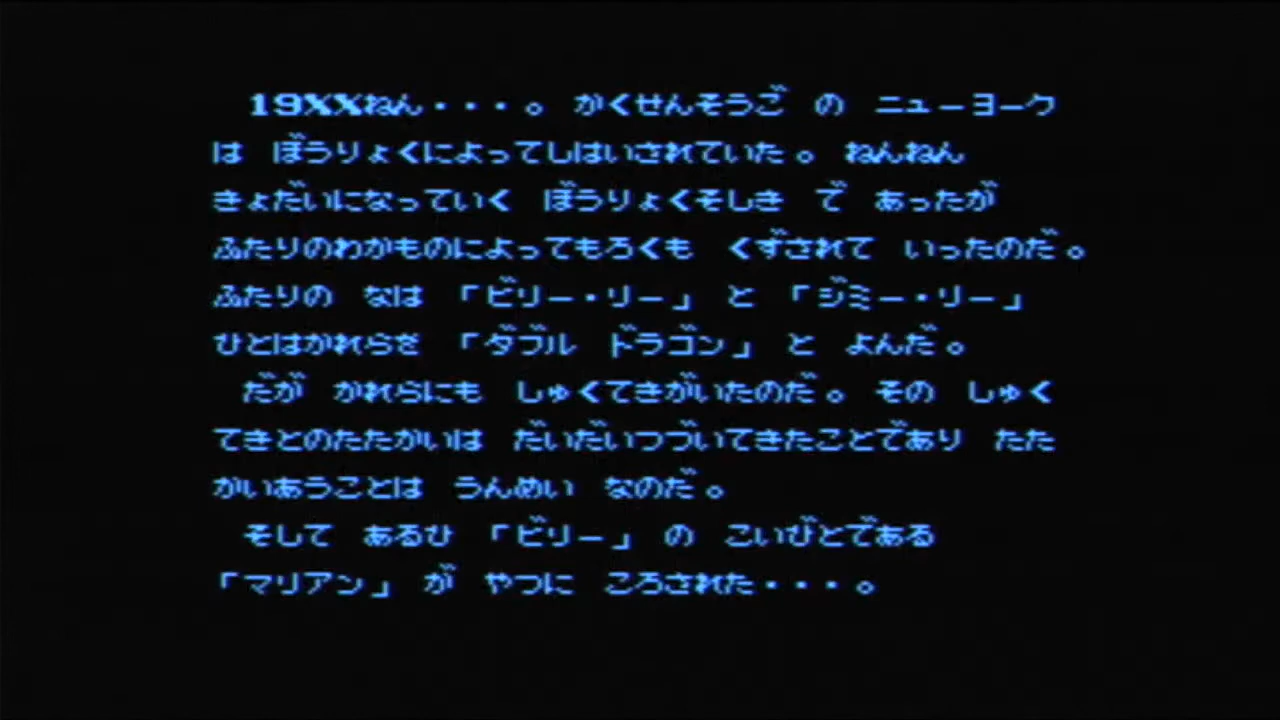 19XXねん・・・。 かくせんそうご の ニューヨーク
は ぼうりょくによってしはいされていた。 ねんねん
きょだいになっていく ぼうりょくそしき で あったが
ふたりのわかものによってもろくも くずされて いったのだ。
ふたりの なは 「ビリー・リー」 と 「ジミー・リー」
ひとはかれらを 「ダブル ドラゴン」 と よんだ。
だが かれらにも しゅくてきがいたのだ。 その しゅく
てきとのたたかいは だいだいつづいてきたことであり たた
かいあうことは うんめい なのだ。
そして あるひ 「ビリー」 の こいびとである
「マリアン」 が やつに ころされた・・・。